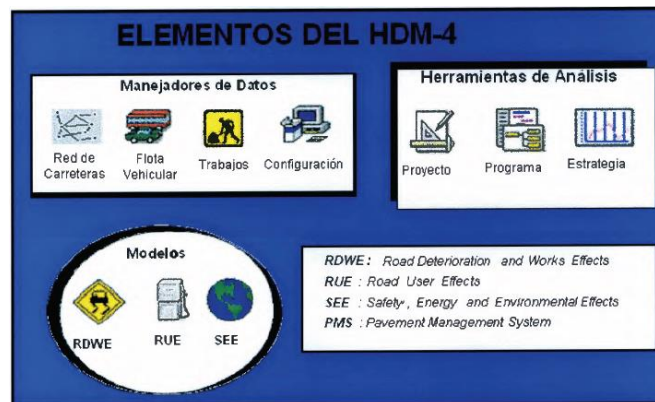 ELEMENTOS DEL HDM-4
Manejadores de Datos
Red de
Carreteras
Flota
Vehicular
Trabajos
Configuración
Herramientas de Análisis
Proyecto
Programa
Estrategia
Modelos
RDWE
RUE
SEE
RDWE: Road Deterioration and Works Effects
RUE : Road User Effects
SEE : Safety, Energy and Environmental Effects
PMS : Pavement Management System